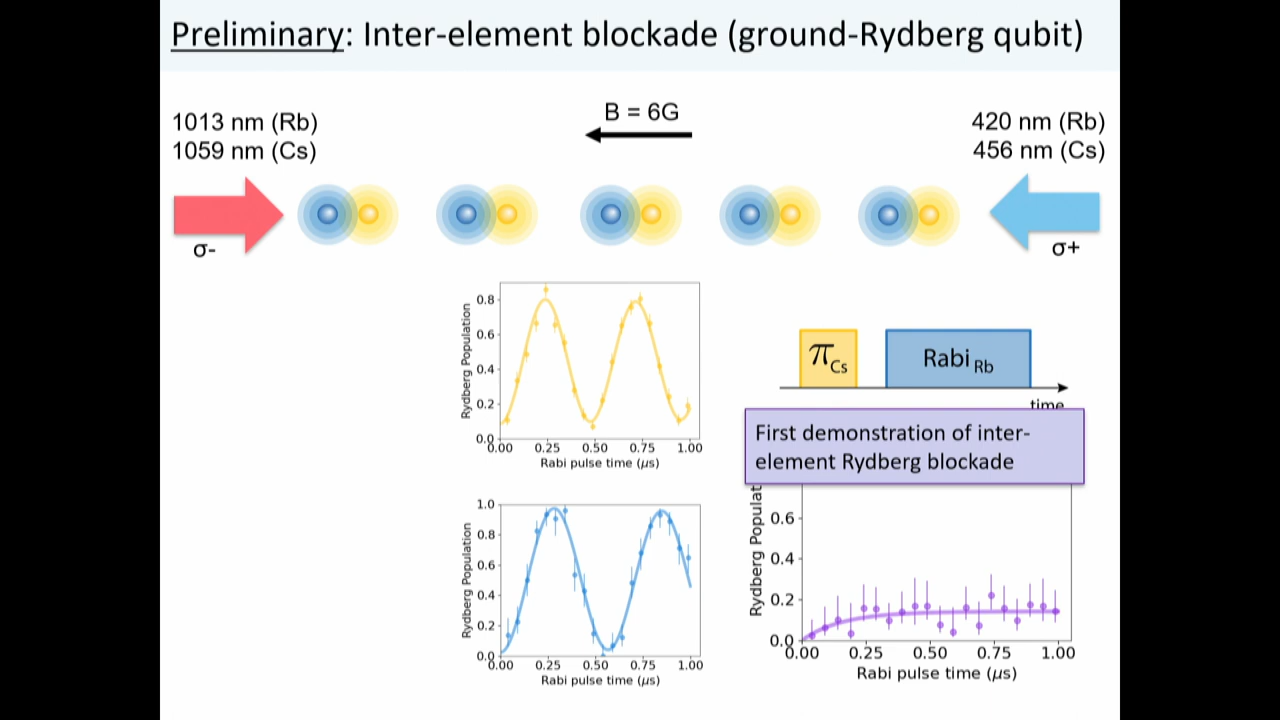 Preliminary: Inter-element blockade (ground-Rydberg qubit)
1013 nm (Rb)
1059 nm (Cs)
B = 6G
420 nm (Rb)
456 nm (Cs)
σ-
σ+
Rydberg Population
0.8
0.6
0.4
0.2
0.0
0.00 0.25 0.50 0.75 1.00
Rabi pulse time (μs)
π Cs
Rabi Rb
time
First demonstration of inter-
element Rydberg blockade
Rydberg Population
1.0
0.8
0.6
0.4
0.2
0.0
0.00 0.25 0.50 0.75 1.00
Rabi pulse time (μs)
Rydberg Populat
0.6
0.4
0.2
0.0
0.00 0.25 0.50 0.75 1.00
Rabi pulse time (μs)